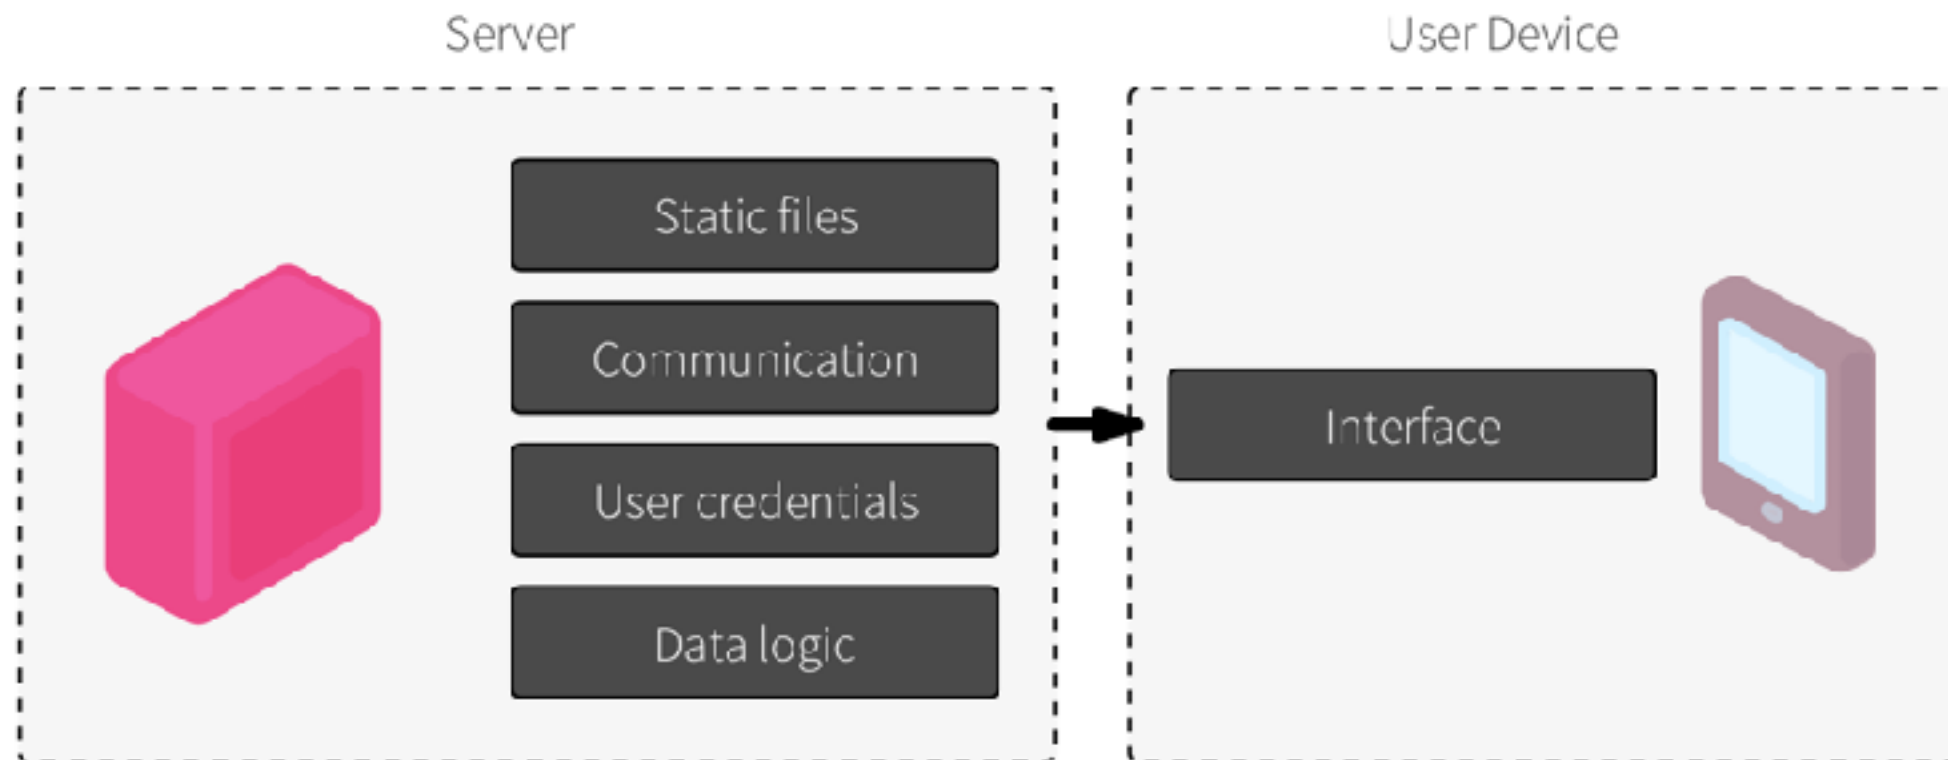 Server
User Device
Static files
Communication
User credentials
Data logic
Interface